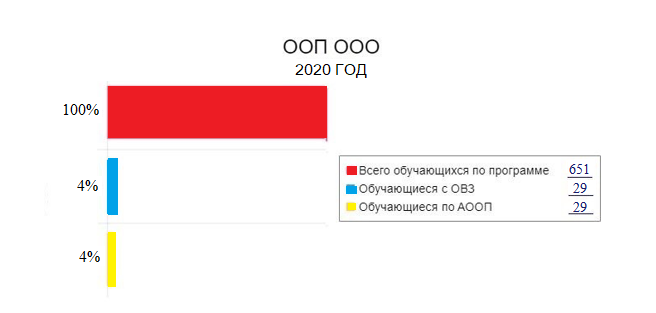 ООП ООО
2020 ГОД
100%
4%
4%
Всего обучающихся по программе 651
Обучающиеся с ОВЗ 29
Обучающиеся по АООП 29